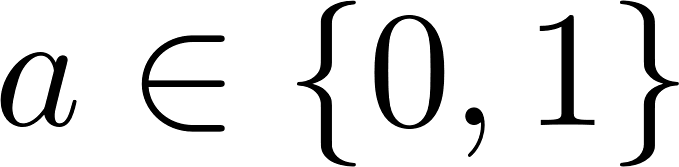 a ∈ {0, 1}